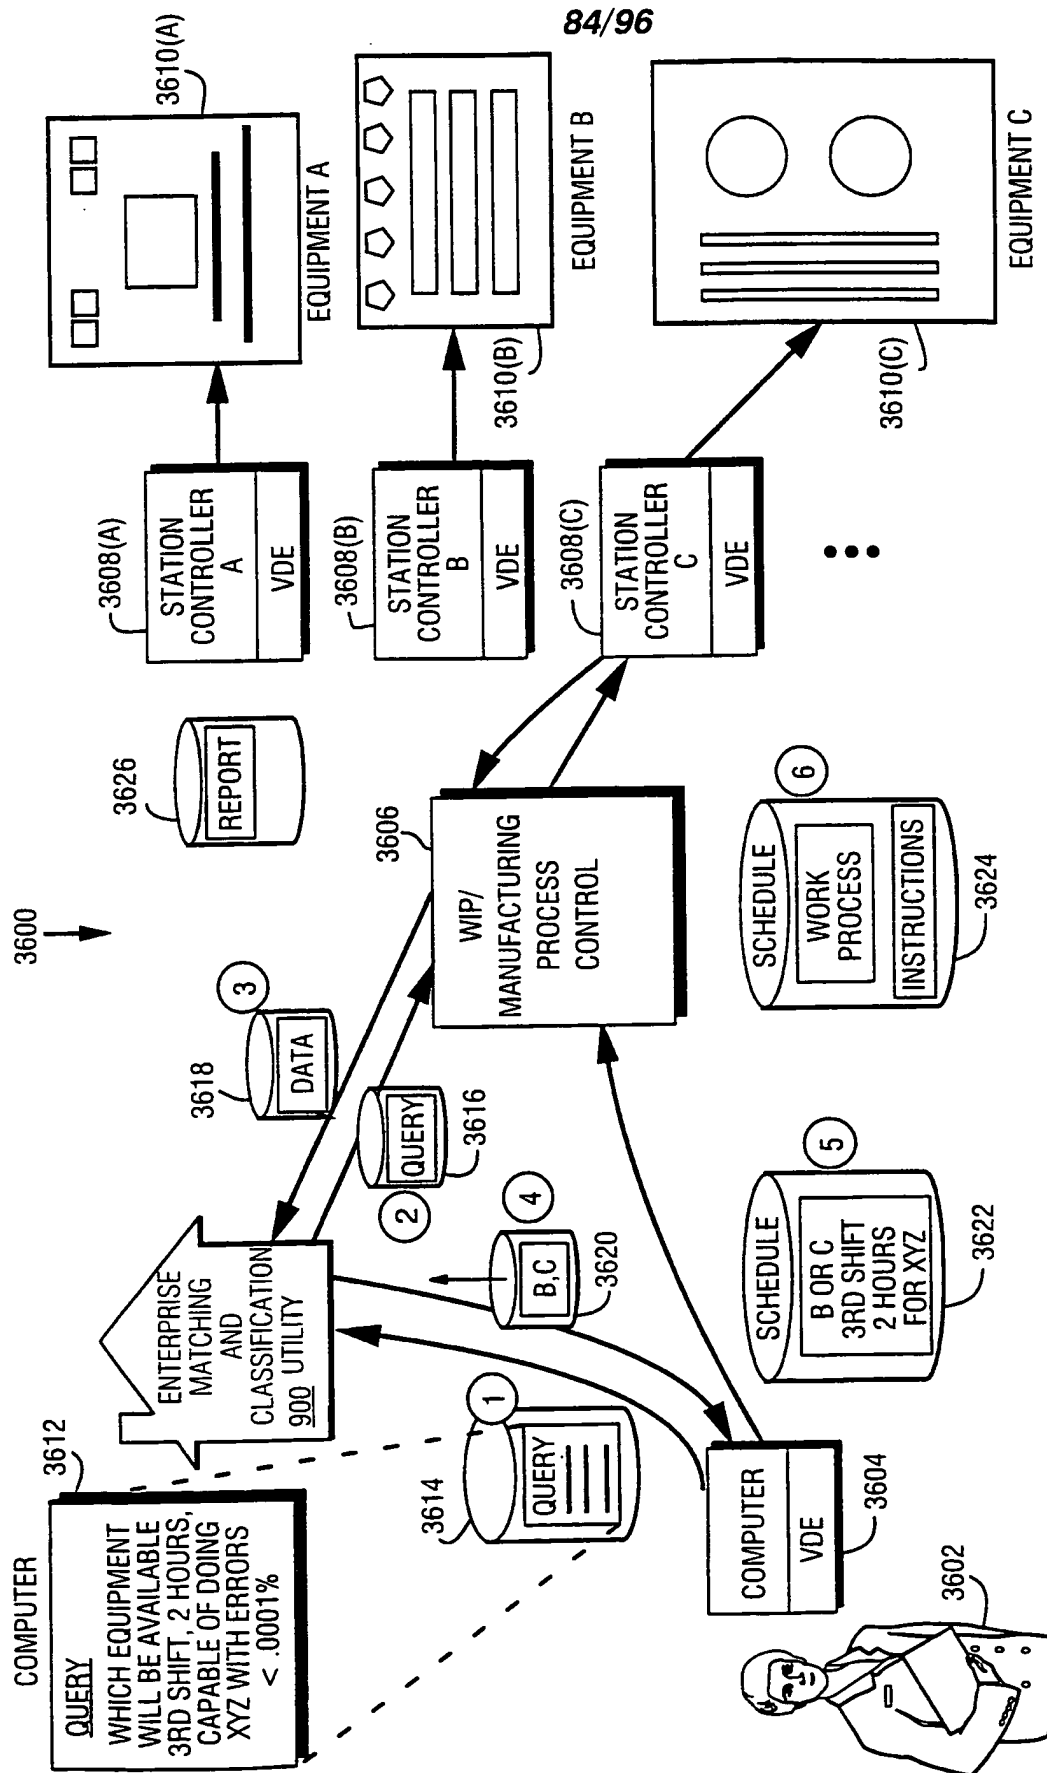 84/96
COMPUTER
QUERY
WHICH EQUIPMENT
WILL BE AVAILABLE
3RD SHIFT, 2 HOURS,
CAPABLE OF DOING
XYZ WITH ERRORS
< .0001%
3612
ENTERPRISE
MATCHING
AND
CLASSIFICATION
900 UTILITY
3600
3618
DATA
3
3626
REPORT
3608(A)
STATION
CONTROLLER
A
VDE
3610(A)
EQUIPMENT A
3614
QUERY
1
2
QUERY
3616
3606
WIP/
MANUFACTURING
PROCESS
CONTROL
3608(B)
STATION
CONTROLLER
B
VDE
3610(B)
EQUIPMENT B
4
B,C
3620
3608(C)
STATION
CONTROLLER
C
VDE
3610(C)
EQUIPMENT C
COMPUTER
VDE
3604
3602
5
SCHEDULE
B OR C
3RD SHIFT
2 HOURS
FOR XYZ
3622
6
SCHEDULE
WORK
PROCESS
INSTRUCTIONS
3624